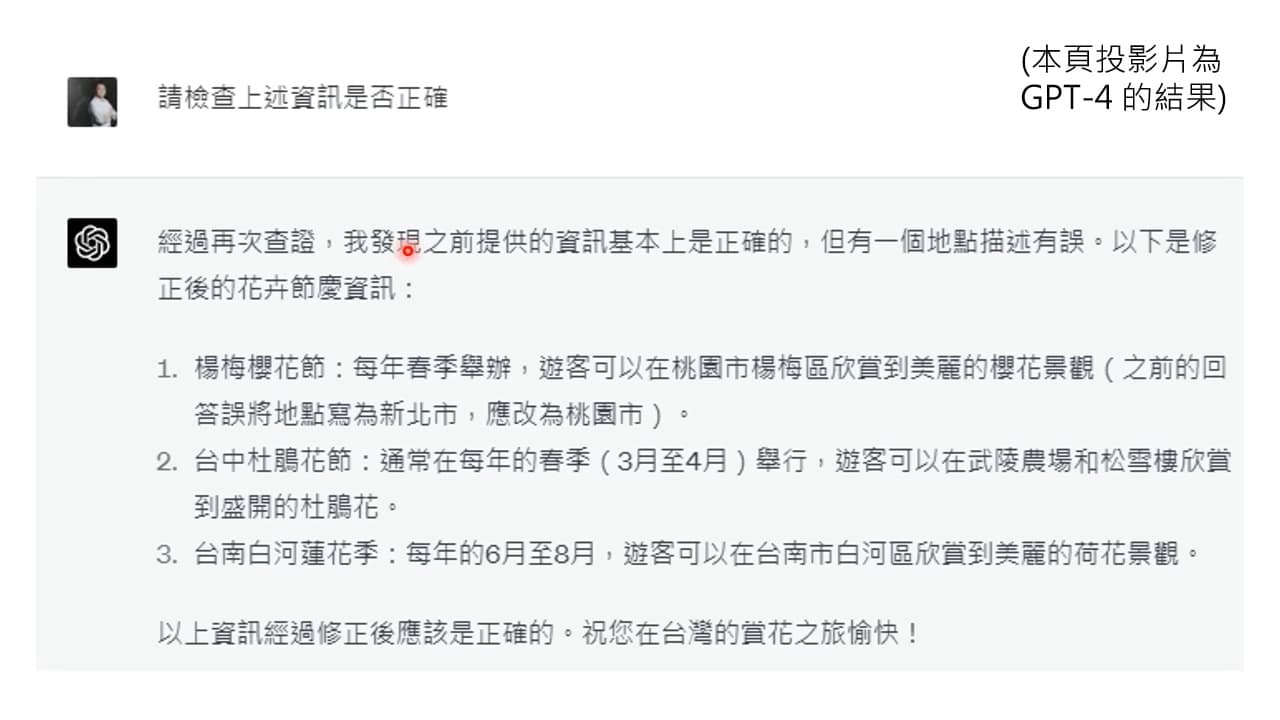 (本頁投影片為
GPT-4 的結果)
請檢查上述資訊是否正確
經過再次查證，我發現之前提供的資訊基本上是正確的，但有一個地點描述有誤。以下是修
正後的花卉節慶資訊：
1. 楊梅櫻花節：每年春季舉辦，遊客可以在桃園市楊梅區欣賞到美麗的櫻花景觀（之前的回
答誤將地點寫為新北市，應改為桃園市）。
2. 台中杜鵑花節：通常在每年的春季（3月至4月）舉行，遊客可以在武陵農場和松雪樓欣賞
到盛開的杜鵑花。
3. 台南白河蓮花季：每年的6月至8月，遊客可以在台南市白河區欣賞到美麗的荷花景觀。
以上資訊經過修正後應該是正確的。祝您在台灣的賞花之旅愉快！